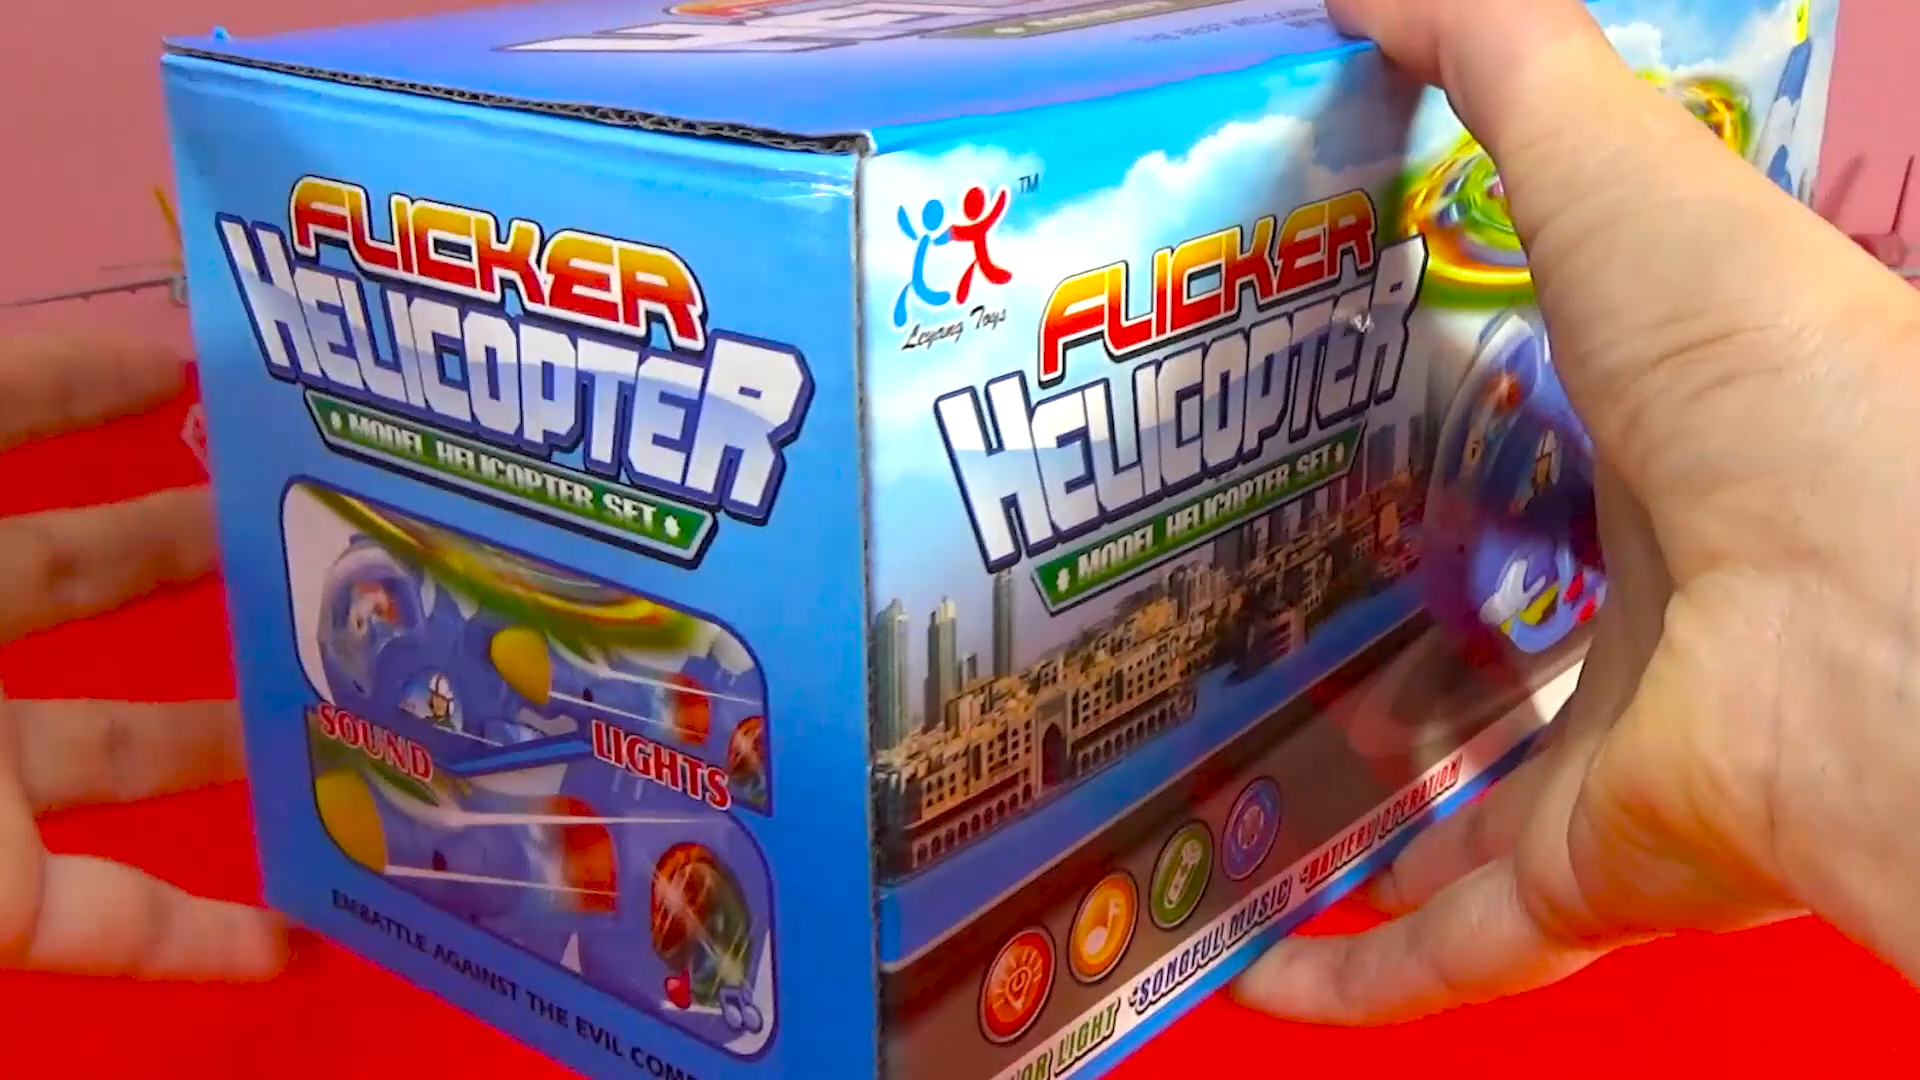 FLICKER
HELICOPTER
MODEL HELICOPTER SET
SOUND
LIGHTS
EMBATTLE AGAINST THE EVIL
TM
Leyang Toys
FLICKER
HELICOPTER
MODEL HELICOPTER SET
LIGHT •SONGFUL MUSIC •BATTERY OPERATION